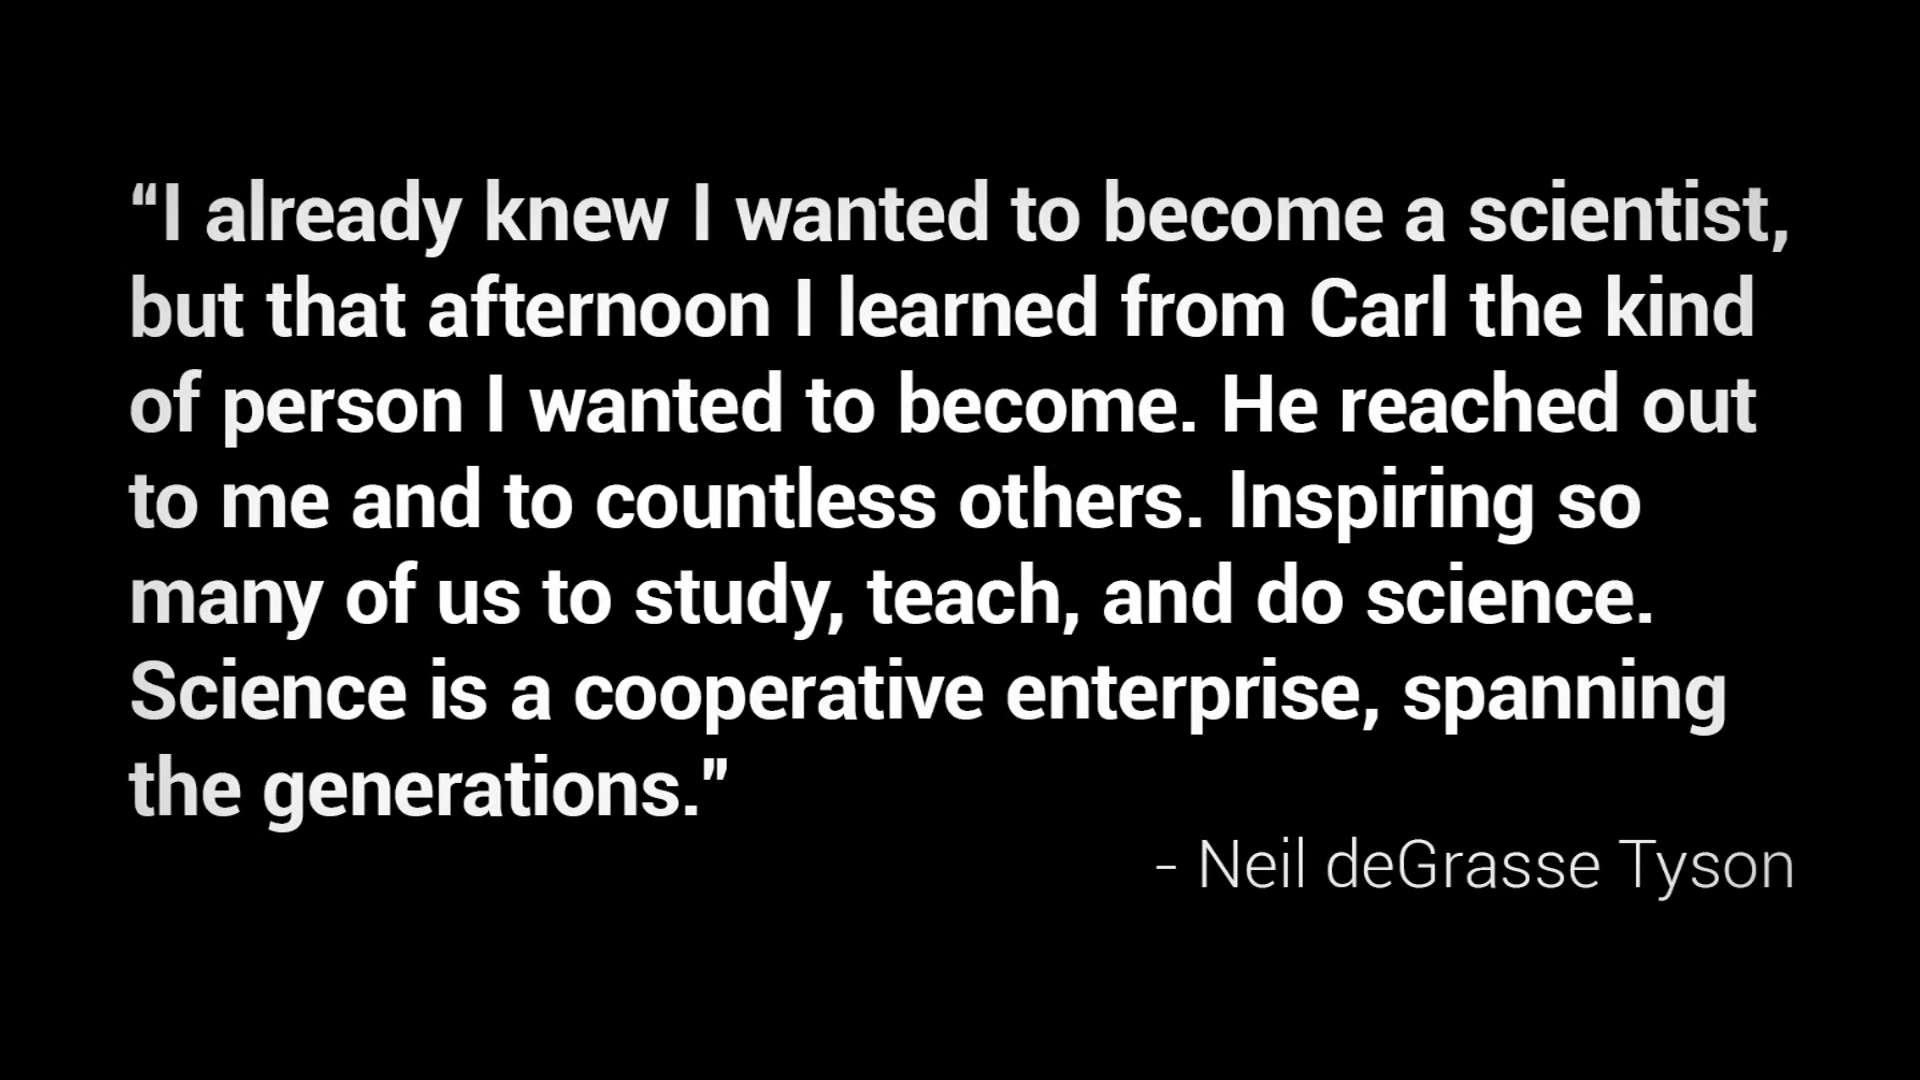 “I already knew I wanted to become a scientist,
but that afternoon I learned from Carl the kind
of person I wanted to become. He reached out
to me and to countless others. Inspiring so
many of us to study, teach, and do science.
Science is a cooperative enterprise, spanning
the generations.”
- Neil deGrasse Tyson